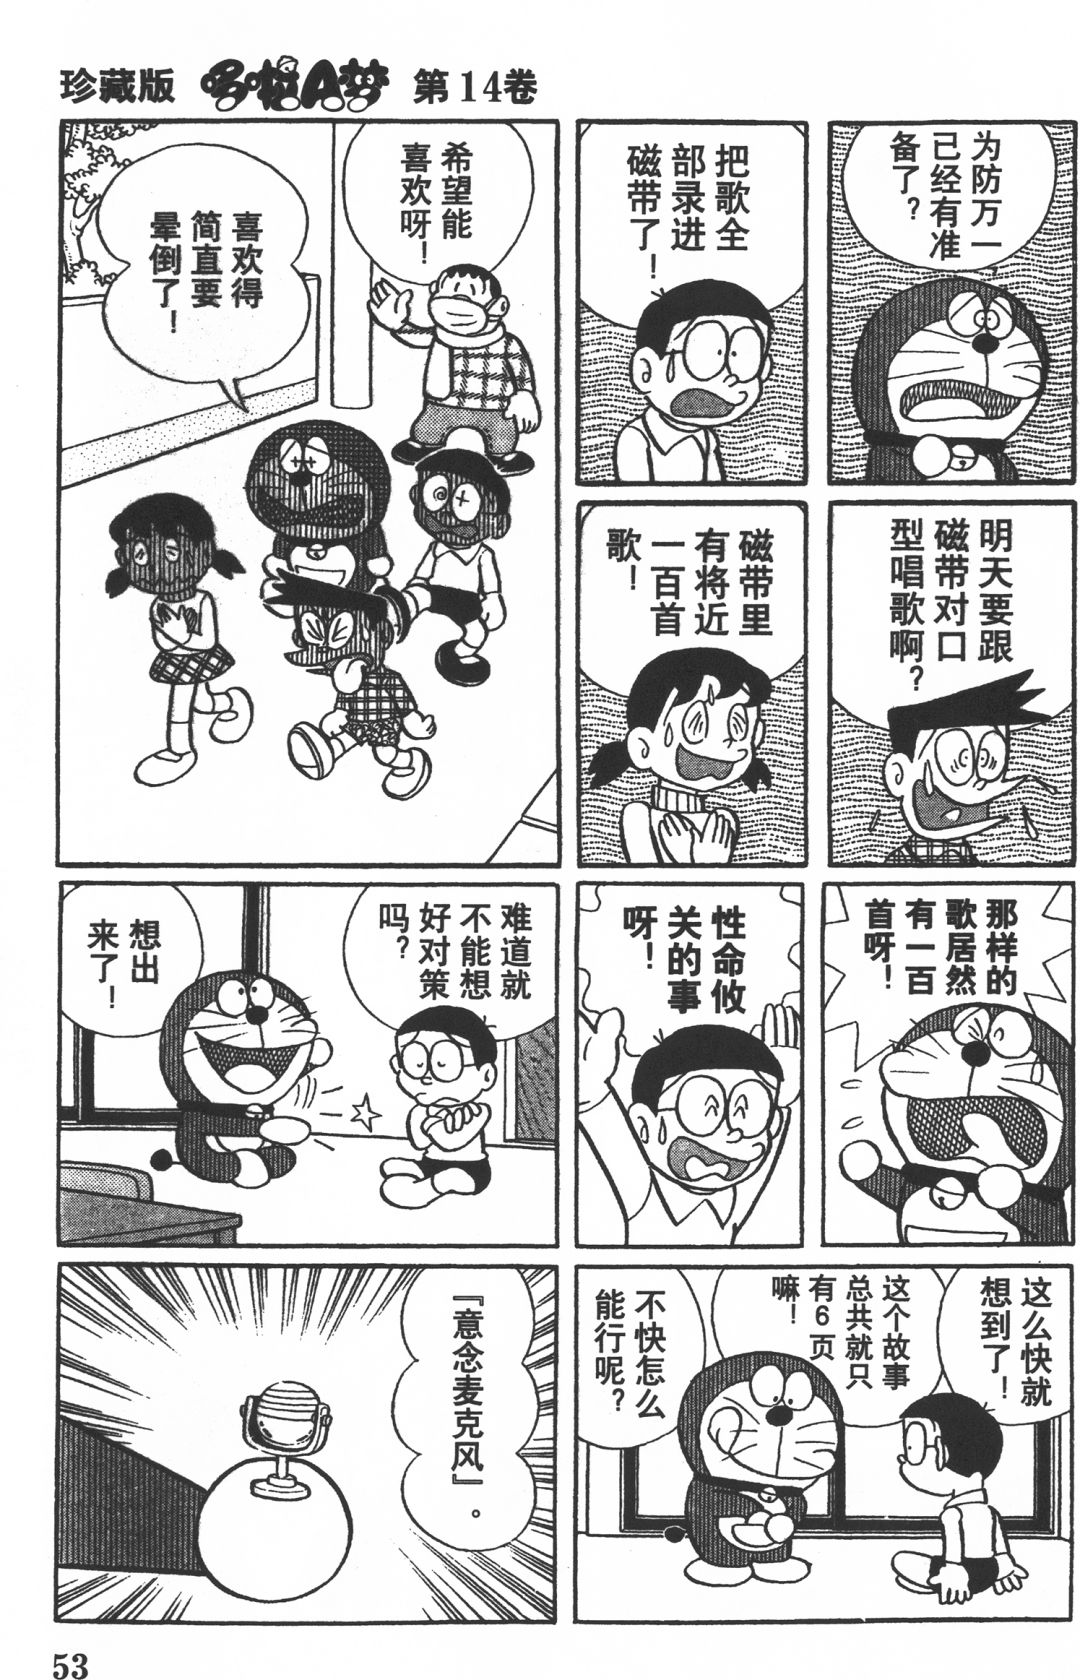 珍藏版 哆啦A梦 第14卷
为防万一
已经有准
备了？
把歌全
部录进
磁带了！
希望能
喜欢呀！
喜欢得
简直要
晕倒了！
明天要跟
磁带对口
型唱歌啊？
磁带里
有将近
一百首
歌！
那样的
歌居然
有一百
首呀！
性命攸
关的事
呀！
难道就
不能想
好对策
吗？
想出
来了！
这么快就
想到了！
这个故事
总共就只
有6页
嘛！
不快怎么
能行呢？
『意念麦克风』。
53